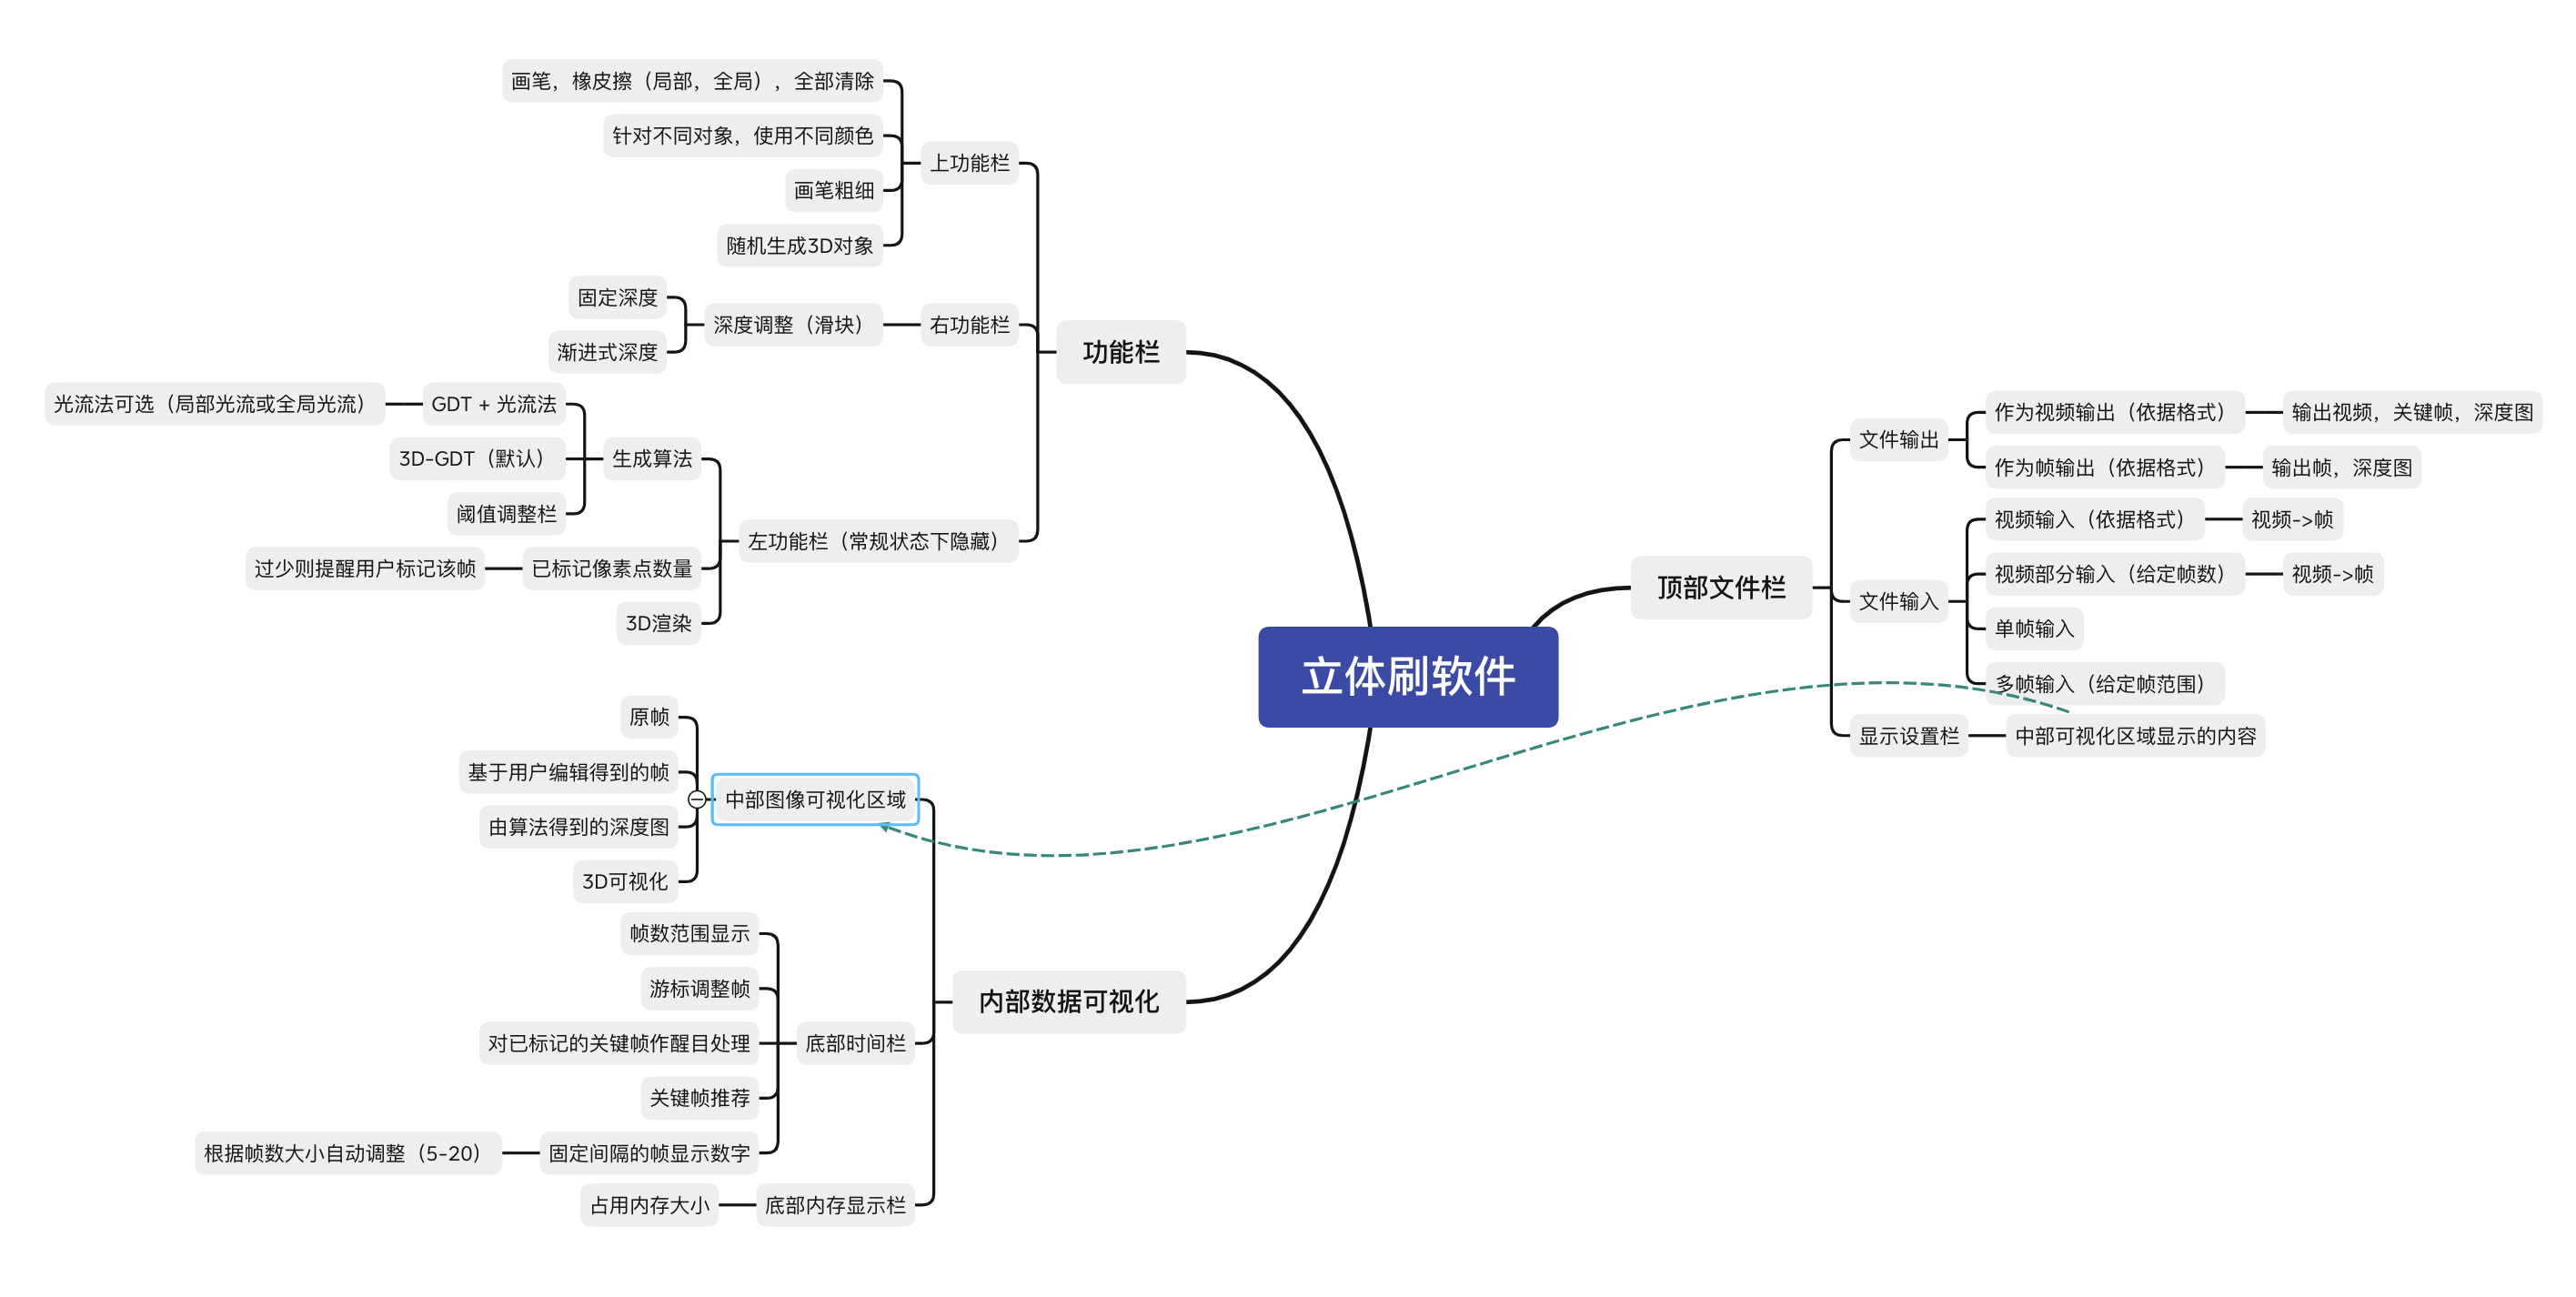 立体刷软件
功能栏
上功能栏
画笔，橡皮擦（局部，全局），全部清除
针对不同对象，使用不同颜色
画笔粗细
随机生成3D对象
右功能栏
深度调整（滑块）
固定深度
渐进式深度
左功能栏（常规状态下隐藏）
生成算法
GDT + 光流法
光流法可选（局部光流或全局光流）
3D-GDT（默认）
阈值调整栏
已标记像素点数量
过少则提醒用户标记该帧
3D渲染
内部数据可视化
中部图像可视化区域
原帧
基于用户编辑得到的帧
由算法得到的深度图
3D可视化
底部时间栏
帧数范围显示
游标调整帧
对已标记的关键帧作醒目处理
关键帧推荐
固定间隔的帧显示数字
根据帧数大小自动调整（5-20）
底部内存显示栏
占用内存大小
顶部文件栏
文件输出
作为视频输出（依据格式）
输出视频，关键帧，深度图
作为帧输出（依据格式）
输出帧，深度图
文件输入
视频输入（依据格式）
视频->帧
视频部分输入（给定帧数）
视频->帧
单帧输入
多帧输入（给定帧范围）
显示设置栏
中部可视化区域显示的内容